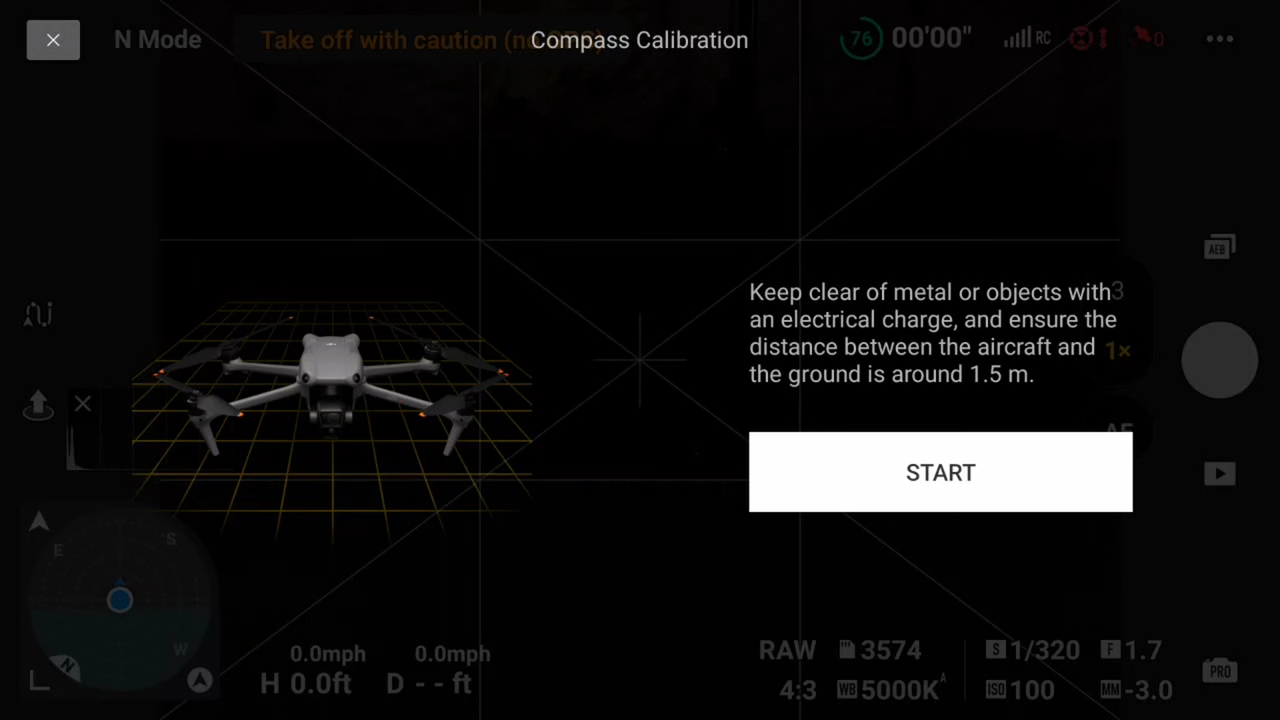 N Mode
Take off with caution (no GPS)
Compass Calibration
76
00'00"
RC
0
AEB
Keep clear of metal or objects with
3
an electrical charge, and ensure the
distance between the aircraft and
1×
the ground is around 1.5 m.
AF
START
E
S
W
N
0.0mph
0.0mph
H 0.0ft
D - - ft
RAW
3574
S 1/320
F 1.7
4:3
WB 5000K A
ISO 100
MM -3.0
PRO